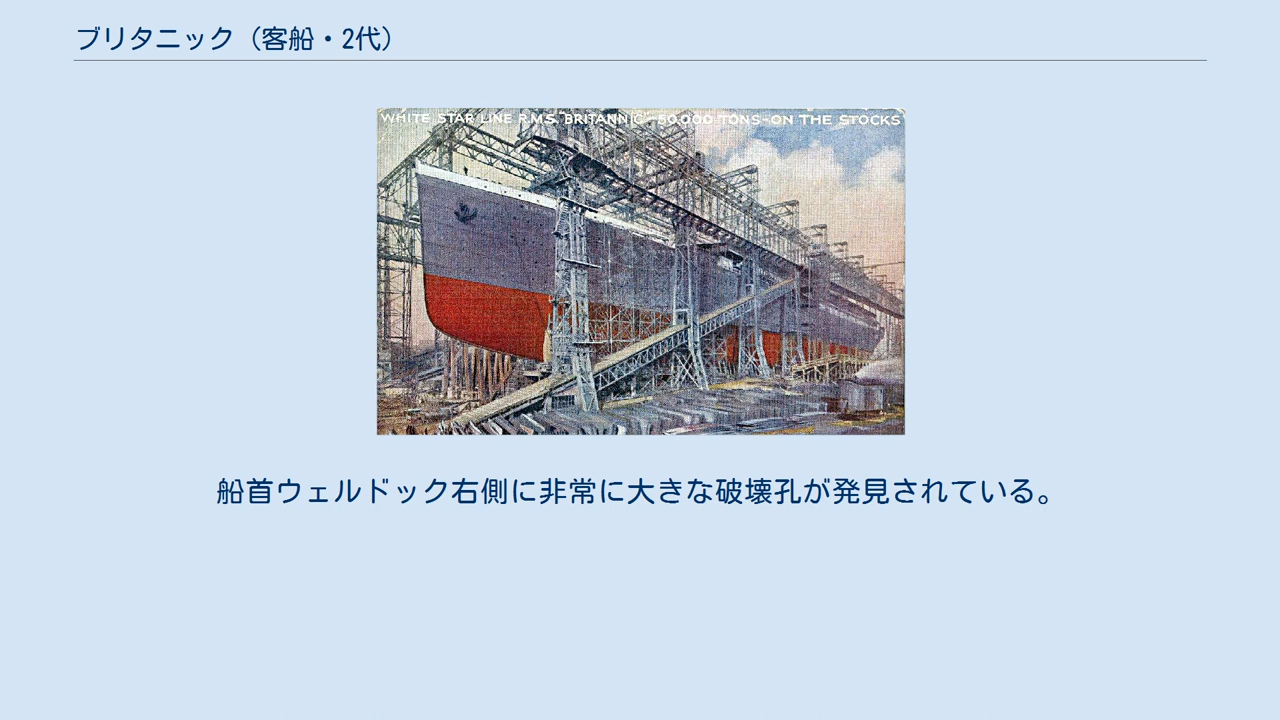 ブリタニック（客船・2代）
WHITE STAR LINE R.M.S. "BRITANNIC"-50,000 TONS-ON THE STOCKS
船首ウェルドック右側に非常に大きな破壊孔が発見されている。